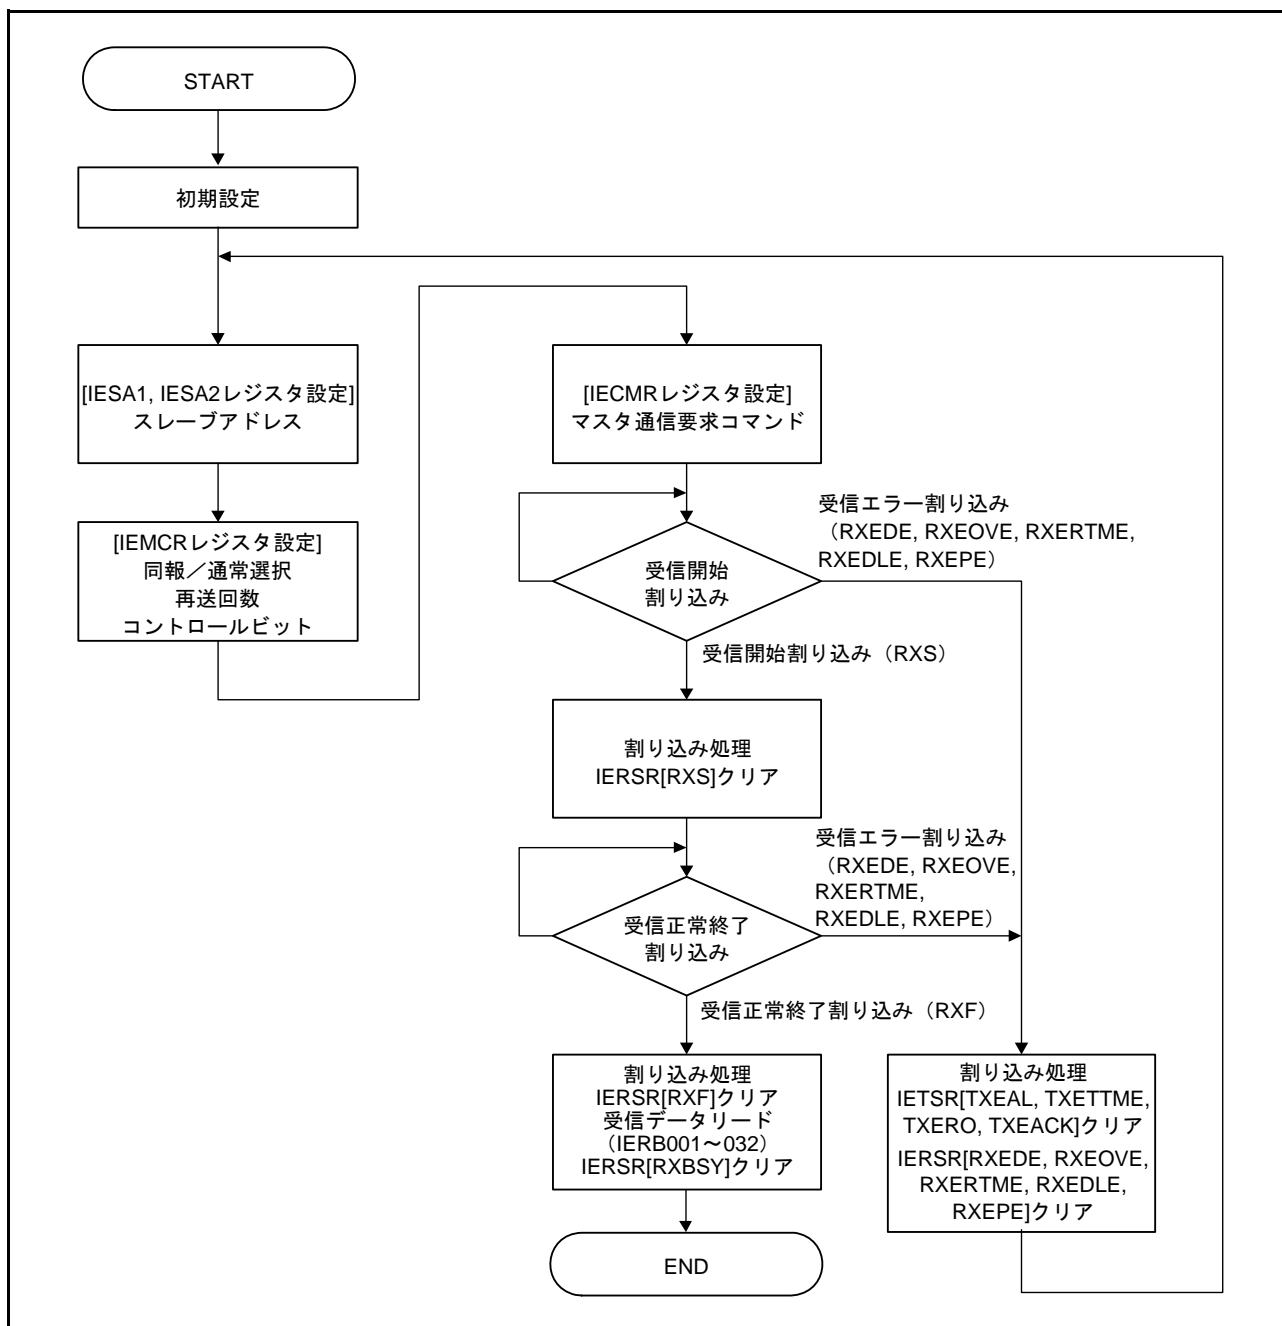 START
初期設定
[IESA1, IESA2レジスタ設定]
スレーブアドレス
[IEMCRレジスタ設定]
同報／通常選択
再送回数
コントロールビット
[IECMRレジスタ設定]
マスタ通信要求コマンド
受信開始
割り込み
受信エラー割り込み
（RXEDE, RXEOVE, RXERTME,
RXEDLE, RXEPE）
受信開始割り込み（RXS）
割り込み処理
IERSR[RXS]クリア
受信正常終了
割り込み
受信エラー割り込み
（RXEDE, RXEOVE,
RXERTME,
RXEDLE, RXEPE）
受信正常終了割り込み（RXF）
割り込み処理
IERSR[RXF]クリア
受信データリード
（IERB001～032）
IERSR[RXBSY]クリア
割り込み処理
IETSR[TXEAL, TXETTME,
TXERO, TXEACK]クリア
IERSR[RXEDE, RXEOVE,
RXERTME, RXEDLE,
RXEPE]クリア
END